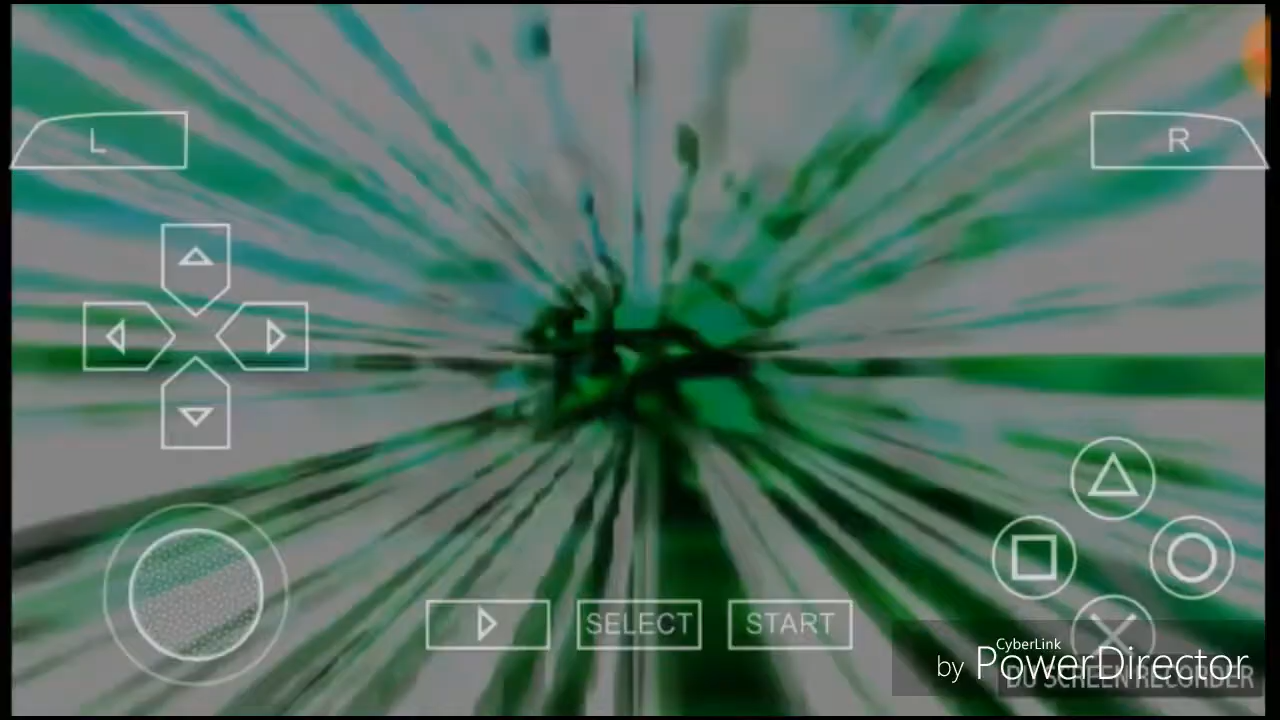 L
R
SELECT
START
CyberLink
by PowerDirector
DU SCREEN RECORDER